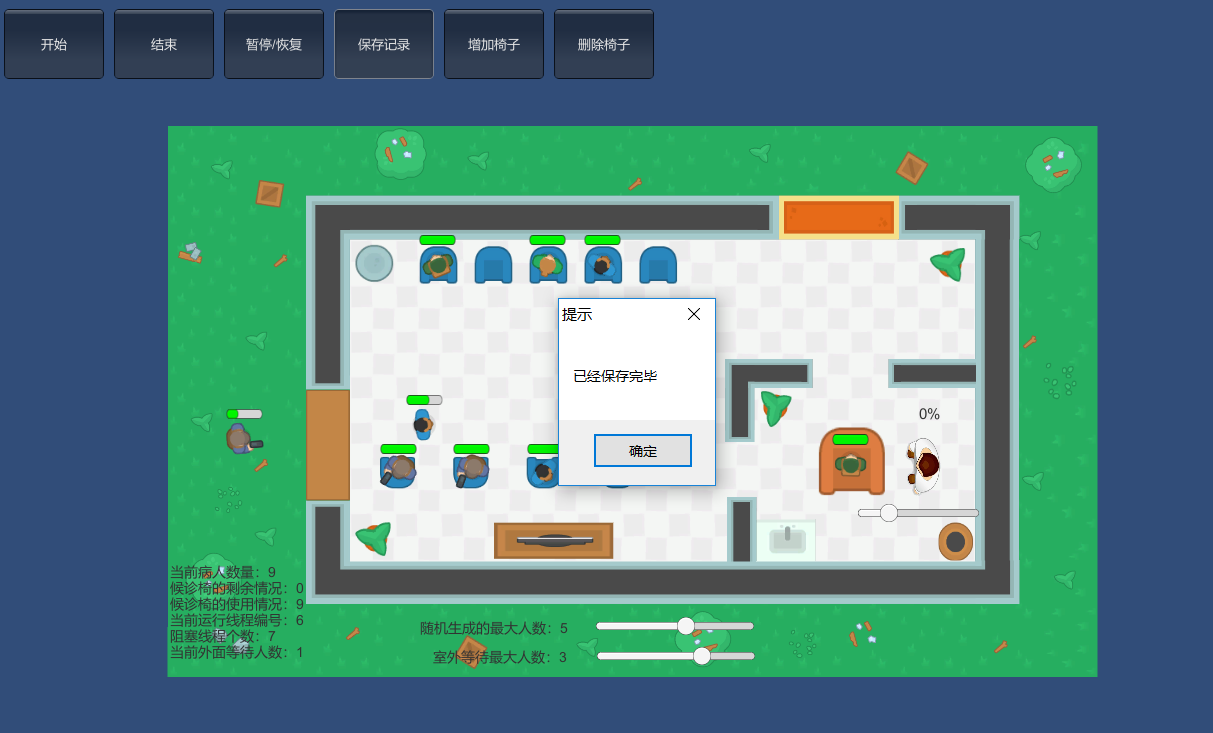 开始
结束
暂停/恢复
保存记录
增加椅子
删除椅子
提示
已经保存完毕
确定
0%
当前病人数量：9
候诊椅的剩余情况：0
候诊椅的使用情况：9
当前运行线程编号：6
阻塞线程个数：7
当前外面等待人数：1
随机生成的最大人数：5
室外等待最大人数：3